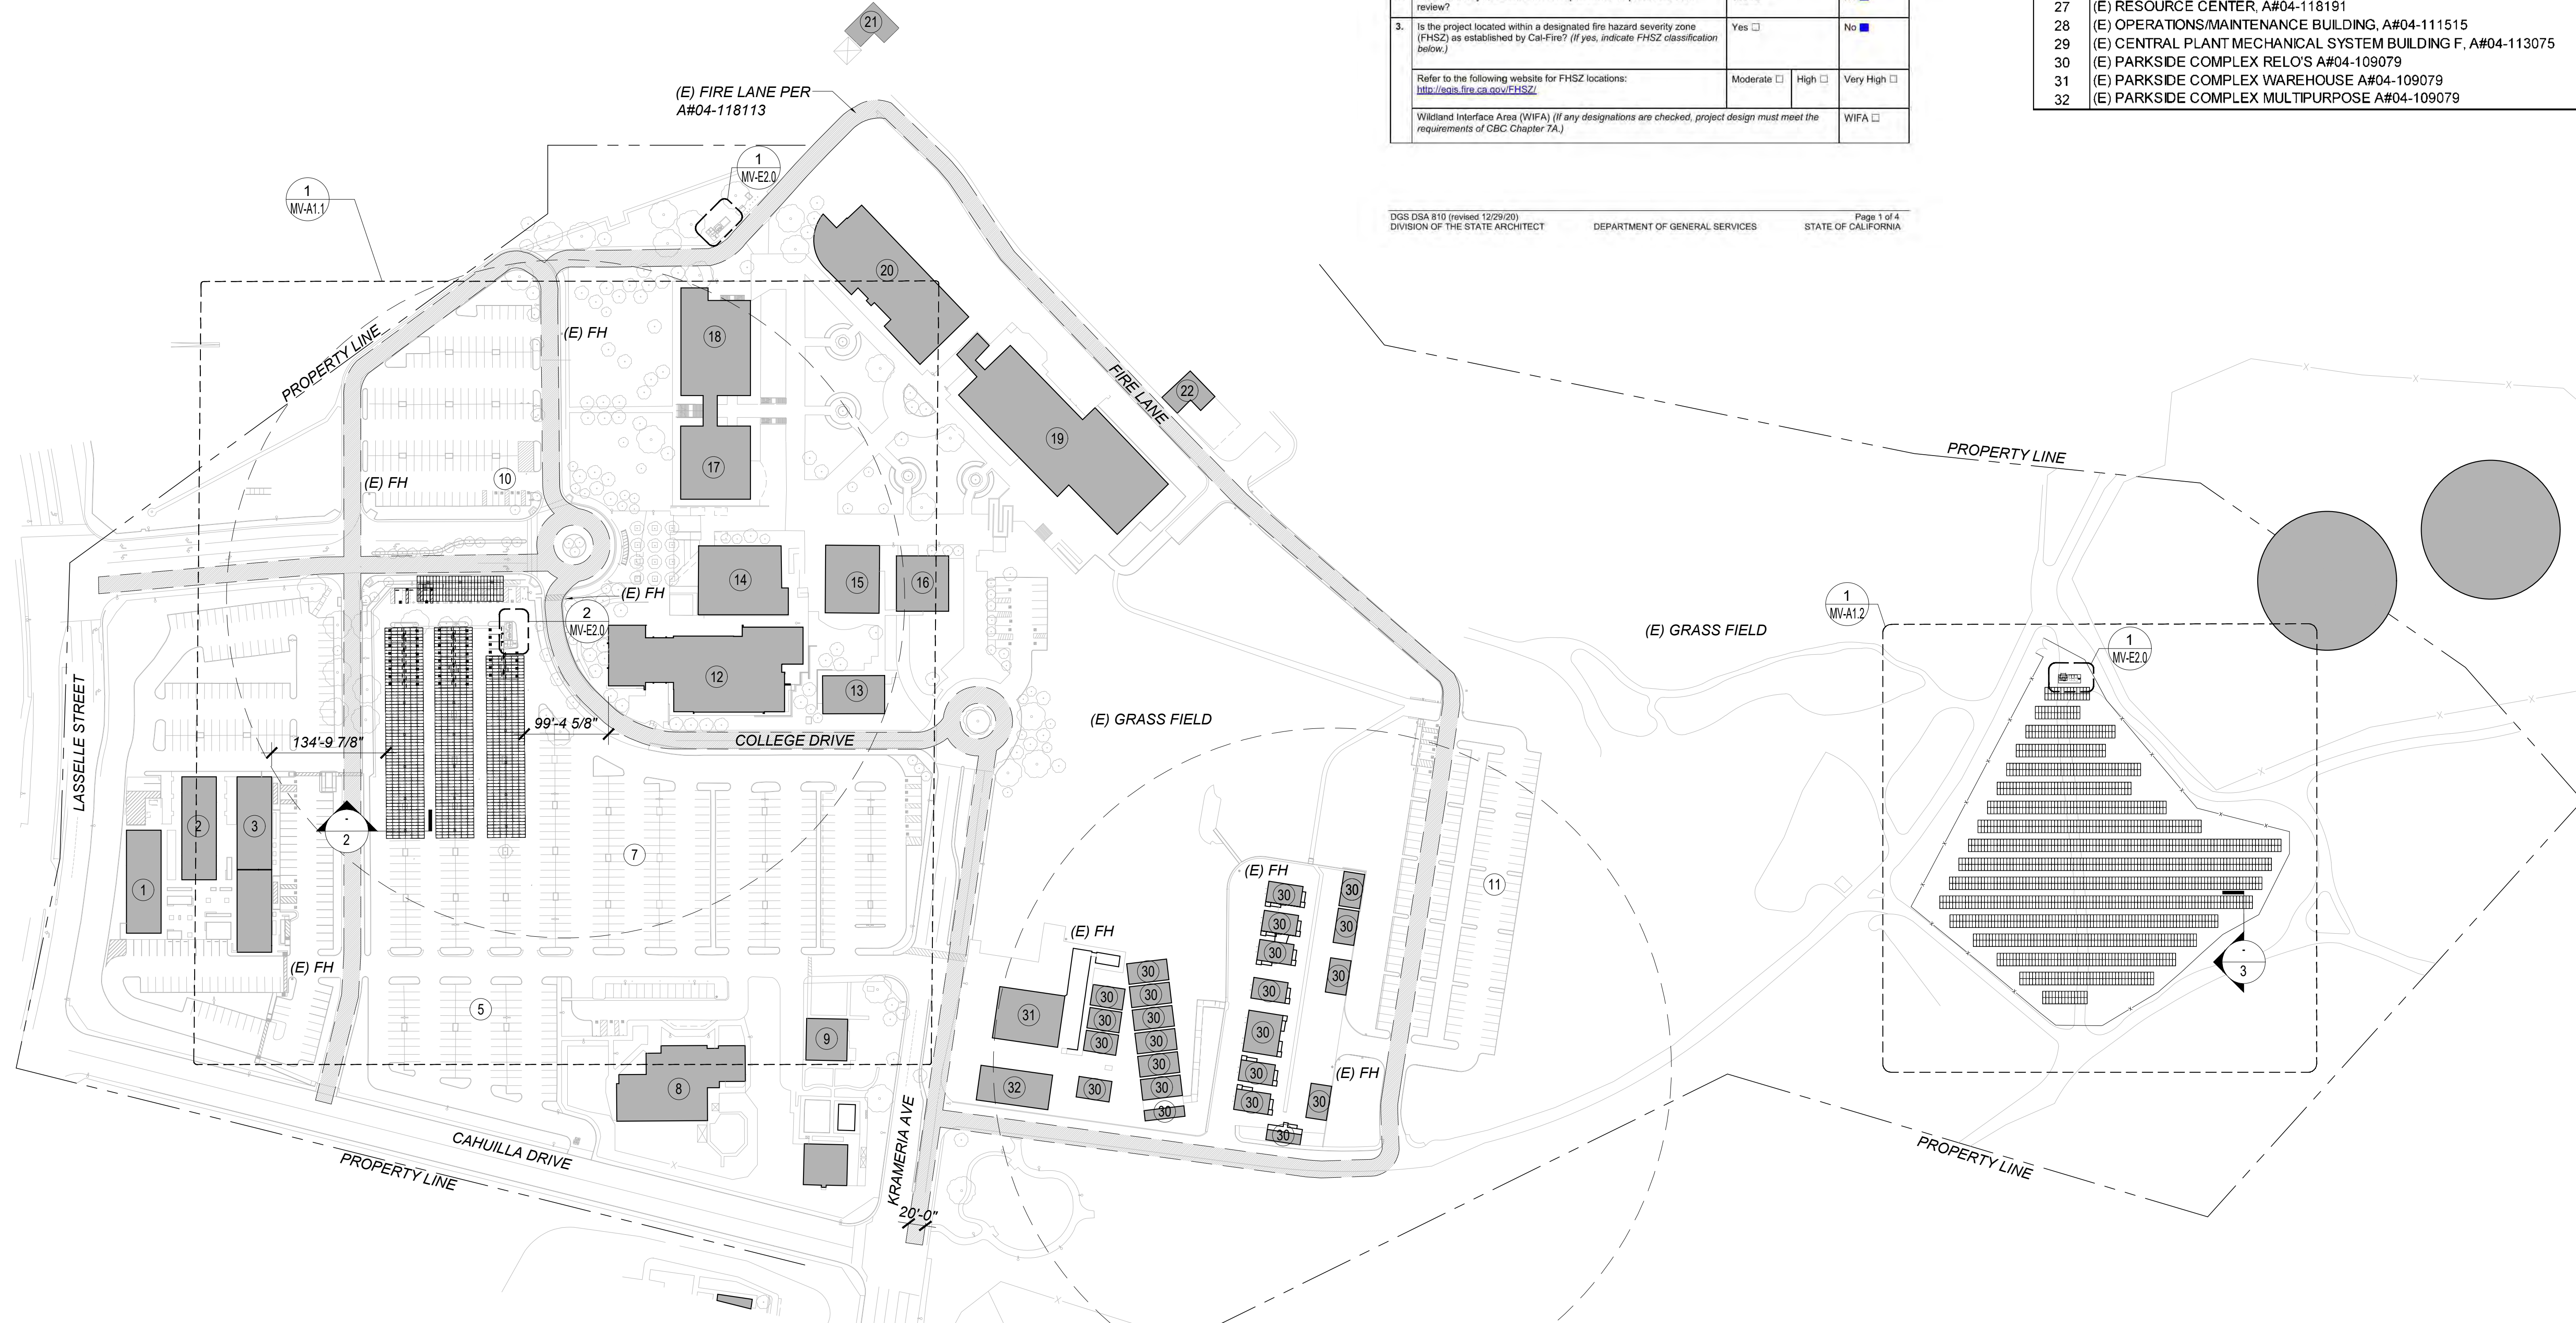 review?
3. Is the project located within a designated fire hazard severity zone Yes ☐ No
(FHSZ) as established by Cal-Fire? (If yes, indicate FHSZ classification
below.)
Refer to the following website for FHSZ locations: Moderate ☐ High ☐ Very High ☐
http://egis.fire.ca.gov/FHSZ/
Wildland Interface Area (WIFA) (If any designations are checked, project design must meet the WIFA ☐
requirements of CBC Chapter 7A.)
DGS DSA 810 (revised 12/29/20) Page 1 of 4
DIVISION OF THE STATE ARCHITECT DEPARTMENT OF GENERAL SERVICES STATE OF CALIFORNIA
27 (E) RESOURCE CENTER, A#04-118191
28 (E) OPERATIONS/MAINTENANCE BUILDING, A#04-111515
29 (E) CENTRAL PLANT MECHANICAL SYSTEM BUILDING F, A#04-113075
30 (E) PARKSIDE COMPLEX RELO'S A#04-109079
31 (E) PARKSIDE COMPLEX WAREHOUSE A#04-109079
32 (E) PARKSIDE COMPLEX MULTIPURPOSE A#04-109079
21
(E) FIRE LANE PER
A#04-118113
1
MV-E2.0
1
MV-A1.1
20
(E) FH
18
PROPERTY LINE
FIRE LANE
22
19
17
(E) FH
10
PROPERTY LINE
14
15
16
(E) FH
2
MV-E2.0
12
13
LASSELLE STREET
134'-9 7/8"
99'-4 5/8"
COLLEGE DRIVE
(E) GRASS FIELD
(E) GRASS FIELD
1
MV-A1.2
1
MV-E2.0
2
3
1
-
2
7
11
(E) FH
30
30
30
30
30
30
30
30
30
30
30
30
30
(E) FH
(E) FH
-
3
5
9
8
31
32
30
30
30
30
30
30
30
30
30
30
30
(E) FH
CAHUILLA DRIVE
PROPERTY LINE
KRAMERIA AVE
20'-0"
PROPERTY LINE